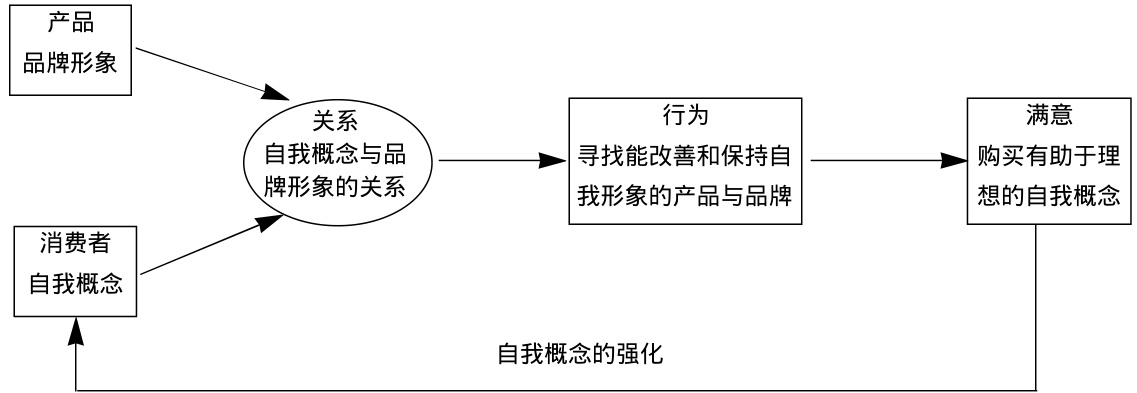 产品
品牌形象
关系
自我概念与品
牌形象的关系
行为
寻找能改善和保持自
我形象的产品与品牌
满意
购买有助于理
想的自我概念
消费者
自我概念
自我概念的强化